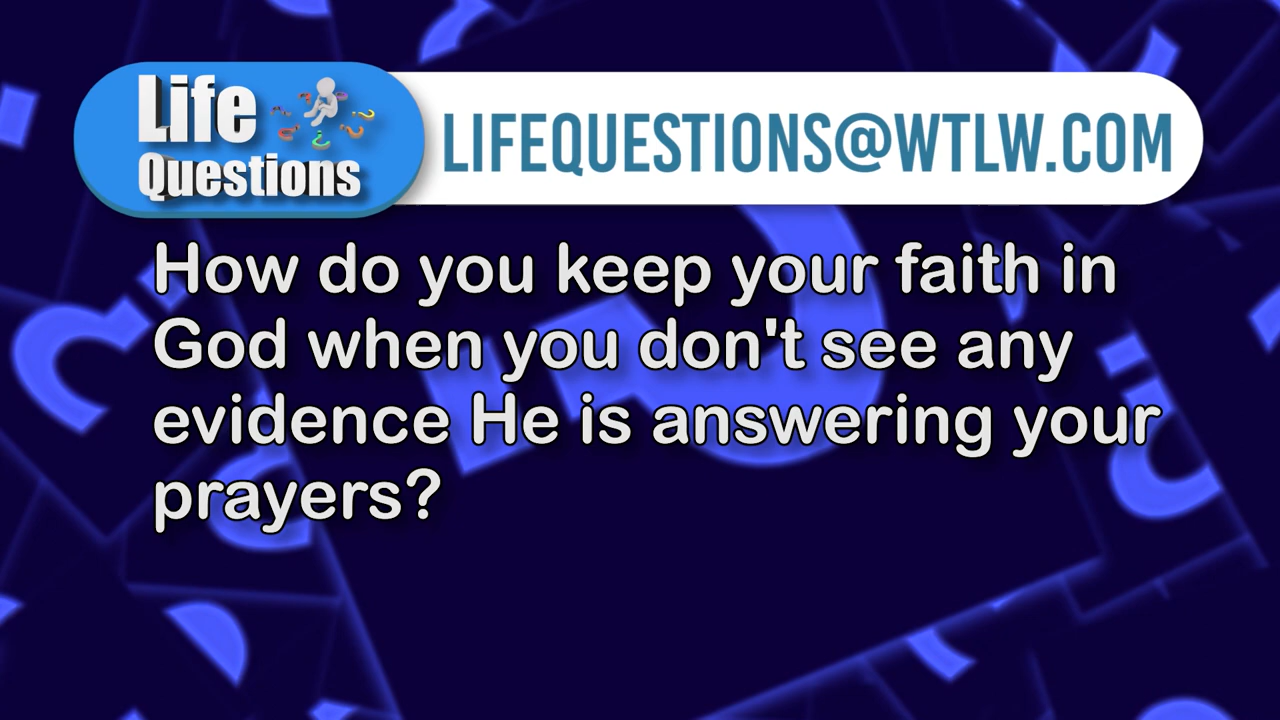 Life
Questions
LIFEQUESTIONS@WTLW.COM
How do you keep your faith in
God when you don't see any
evidence He is answering your
prayers?